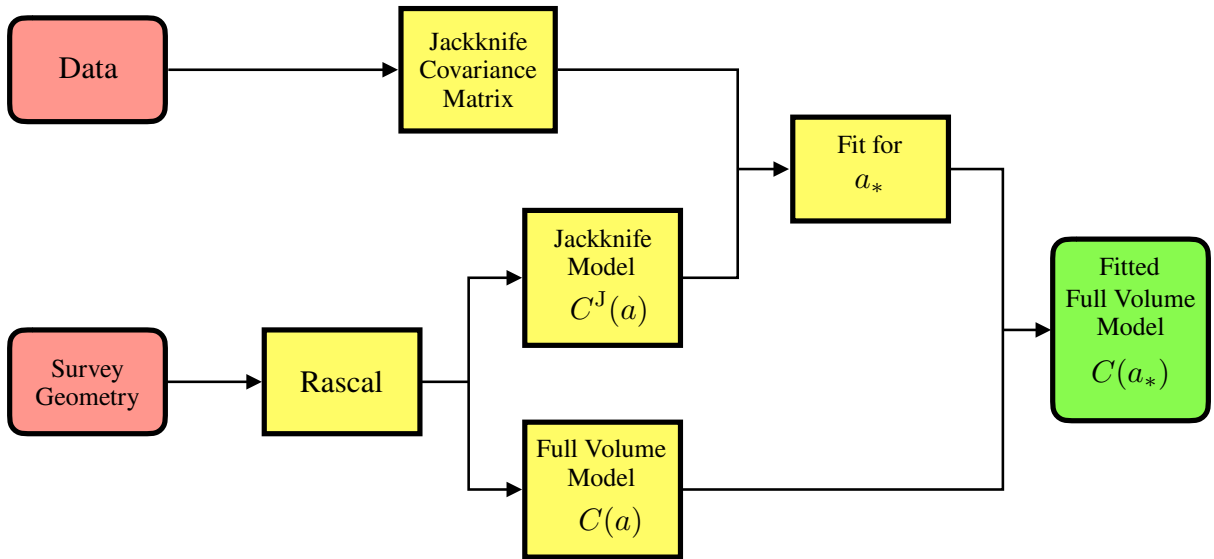 Data
Jackknife
Covariance
Matrix
Fit for
a_*
Jackknife
Model
C^J(a)
Fitted
Full Volume
Model
C(a_*)
Survey
Geometry
Rascal
Full Volume
Model
C(a)